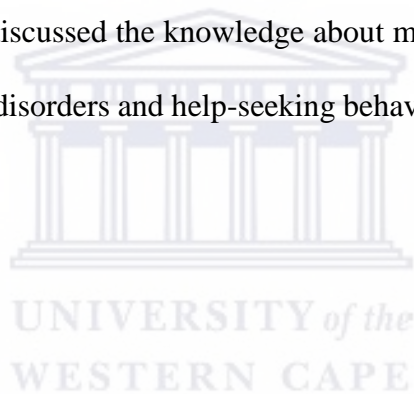 iscussed the knowledge about m
disorders and help-seeking behav
UNIVERSITY of the
WESTERN CAPE